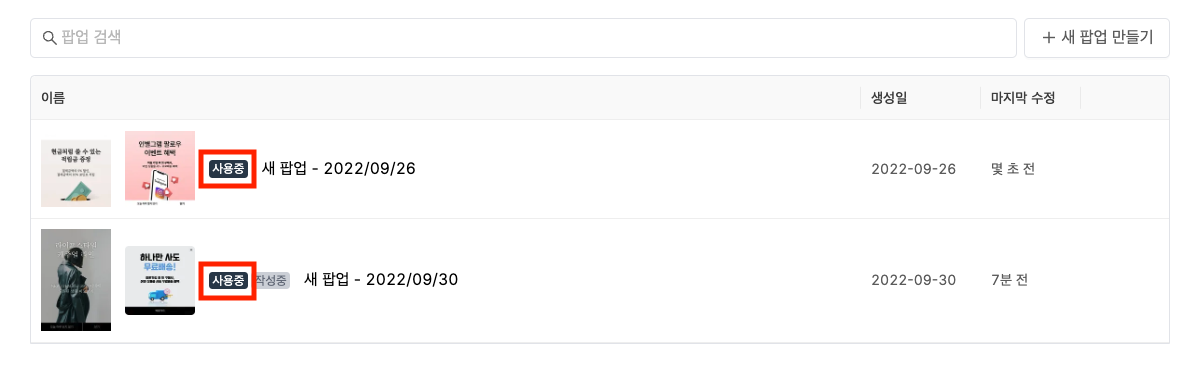 팝업 검색
+ 새 팝업 만들기
이름
생성일
마지막 수정
현금처럼 쓸 수 있는
적립금 증정
인벤그램 팔로우
이벤트 혜택
사용중
새 팝업 - 2022/09/26
2022-09-26
몇 초 전
하나만 사도
무료배송!
사용중
작성중
새 팝업 - 2022/09/30
2022-09-30
7분 전